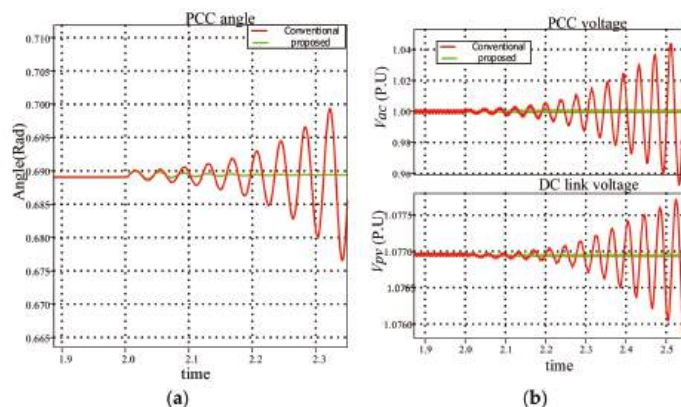 PCC angle
Conventional
proposed
0.710
0.705
0.700
0.695
0.690
0.685
0.680
0.675
0.670
0.665
Angle(Rad)
1.9 2.0 2.1 2.2 2.3
time
(a)
PCC voltage
Conventional
proposed
1.04
1.02
1.00
0.98
0.96
Vac (P.U)
DC link voltage
1.0775
1.0770
1.0765
1.0760
Vpv (P.U)
1.9 2.0 2.1 2.2 2.3 2.4 2.5
time
(b)